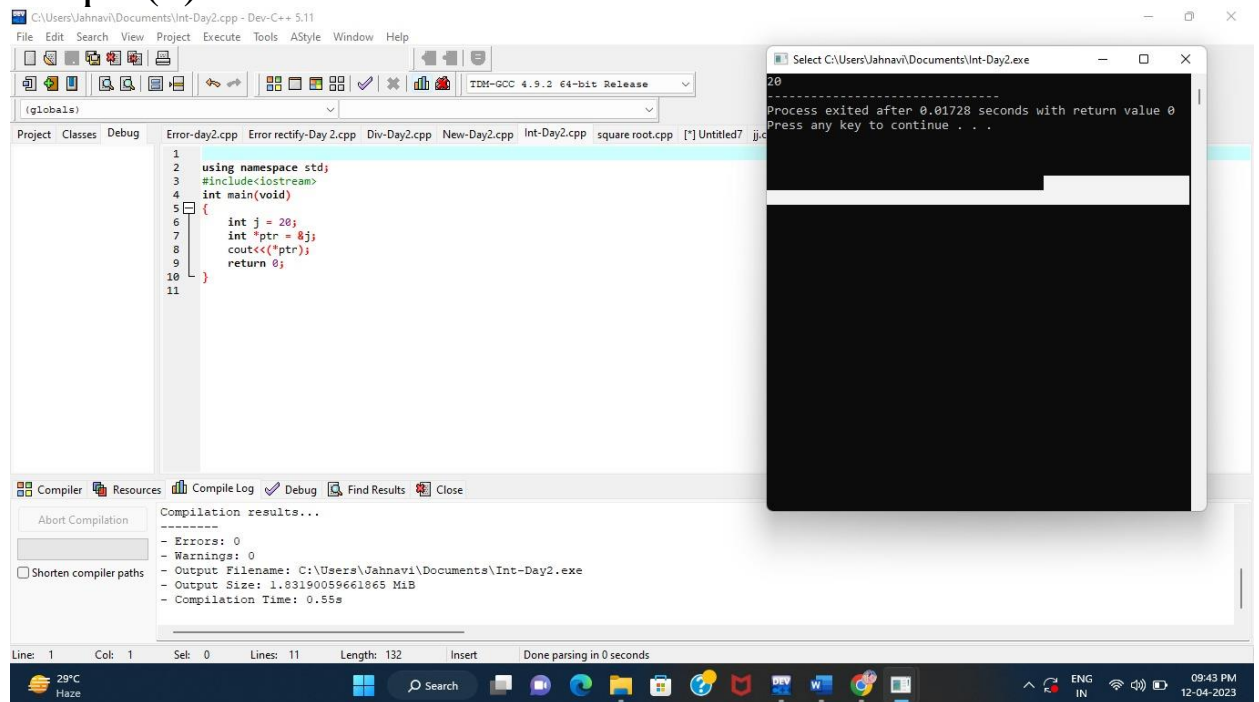 C:\Users\Jahnavi\Documents\Int-Day2.cpp - Dev-C++ 5.11
File Edit Search View Project Execute Tools AStyle Window Help
TDM-GCC 4.9.2 64-bit Release
(globals)
Project Classes Debug
Error-day2.cpp Error rectify-Day 2.cpp Div-Day2.cpp New-Day2.cpp Int-Day2.cpp square root.cpp [*] Untitled7
1
2 using namespace std;
3 #include<iostream>
4 int main(void)
5 {
6 int j = 20;
7 int *ptr = &j;
8 cout<<(*ptr);
9 return 0;
10 }
11
Select C:\Users\Jahnavi\Documents\Int-Day2.exe
20
--------------------------------
Process exited after 0.01728 seconds with return value 0
Press any key to continue . . .
Compiler Resources Compile Log Debug Find Results Close
Abort Compilation
Shorten compiler paths
Compilation results...
--------
- Errors: 0
- Warnings: 0
- Output Filename: C:\Users\Jahnavi\Documents\Int-Day2.exe
- Output Size: 1.83190059661865 MiB
- Compilation Time: 0.55s
Line: 1 Col: 1 Sel: 0 Lines: 11 Length: 132 Insert Done parsing in 0 seconds
29°C
Haze
Search
DEV
ENG
IN
09:43 PM
12-04-2023